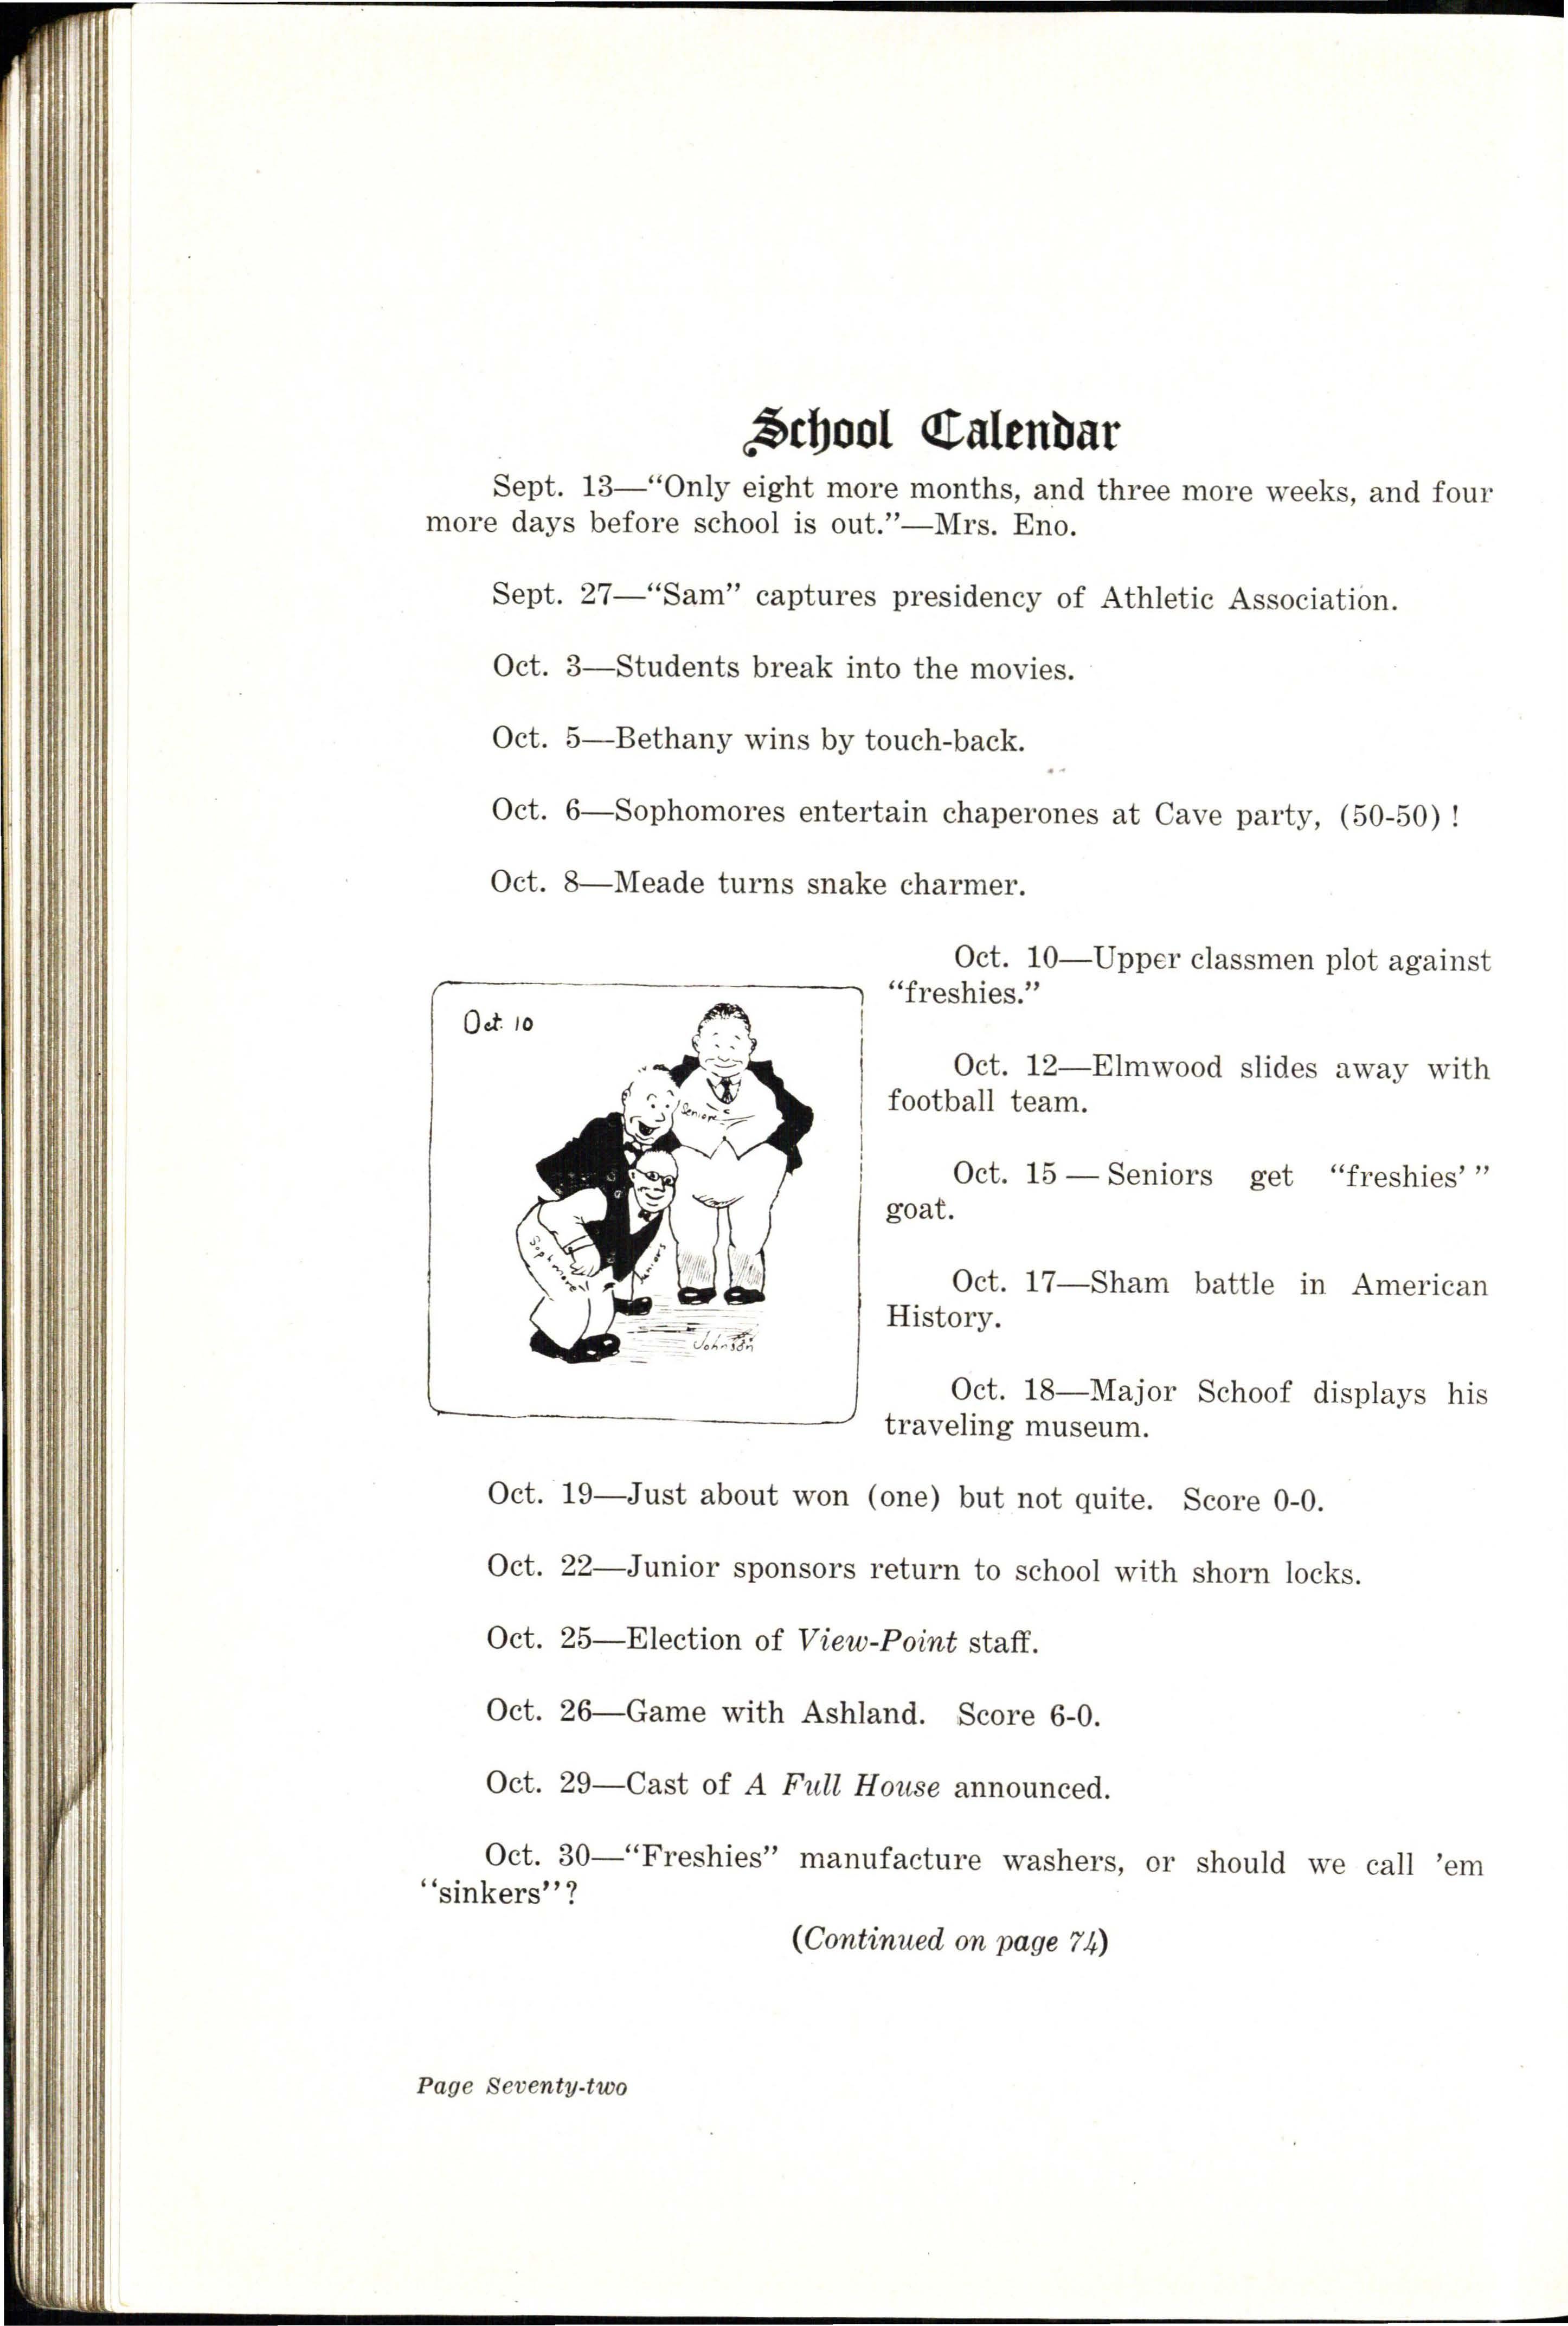 School Calendar
Sept. 13—“Only eight more months, and three more weeks, and four
more days before school is out.”—Mrs. Eno.
Sept. 27—“Sam” captures presidency of Athletic Association.
Oct. 3—Students break into the movies.
Oct. 5—Bethany wins by touch-back.
Oct. 6—Sophomores entertain chaperones at Cave party, (50-50) !
Oct. 8—Meade turns snake charmer.
Oct. 10—Upper classmen plot against
“freshies.”
Oct. 12—Elmwood slides away with
football team.
Oct. 15 — Seniors get “freshies’ ”
goat.
Oct. 17—Sham battle in American
History.
Oct. 18—Major Schoof displays his
traveling museum.
Oct. 10
Seniors
Sophmores
Juniors
Johnson
Oct. 19—Just about won (one) but not quite. Score 0-0.
Oct. 22—Junior sponsors return to school with shorn locks.
Oct. 25—Election of View-Point staff.
Oct. 26—Game with Ashland. Score 6-0.
Oct. 29—Cast of A Full House announced.
Oct. 30—“Freshies” manufacture washers, or should we call ’em
‘‘sinkers’’?
(Continued on page 74)
Page Seventy-two